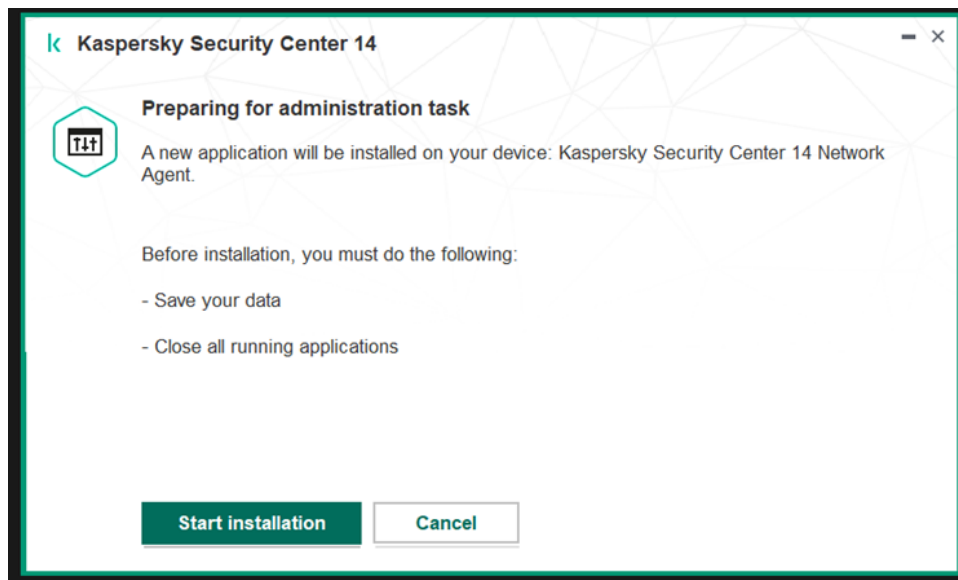 Kaspersky Security Center 14
Preparing for administration task
A new application will be installed on your device: Kaspersky Security Center 14 Network
Agent.
Before installation, you must do the following:
- Save your data
- Close all running applications
Start installation
Cancel